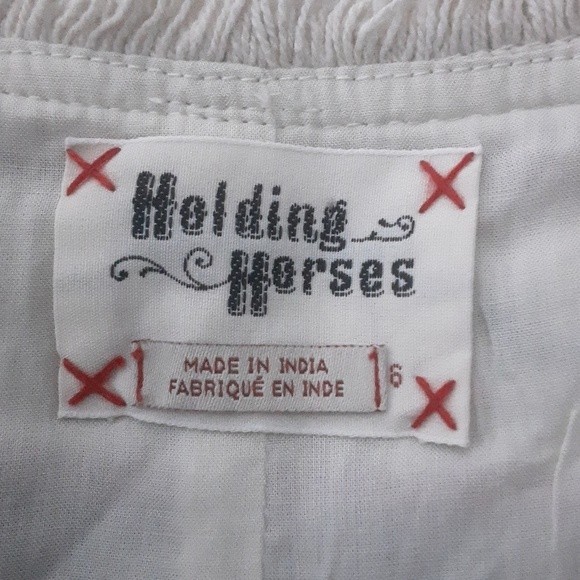 Holding
Horses
MADE IN INDIA
FABRIQUÉ EN INDE
6